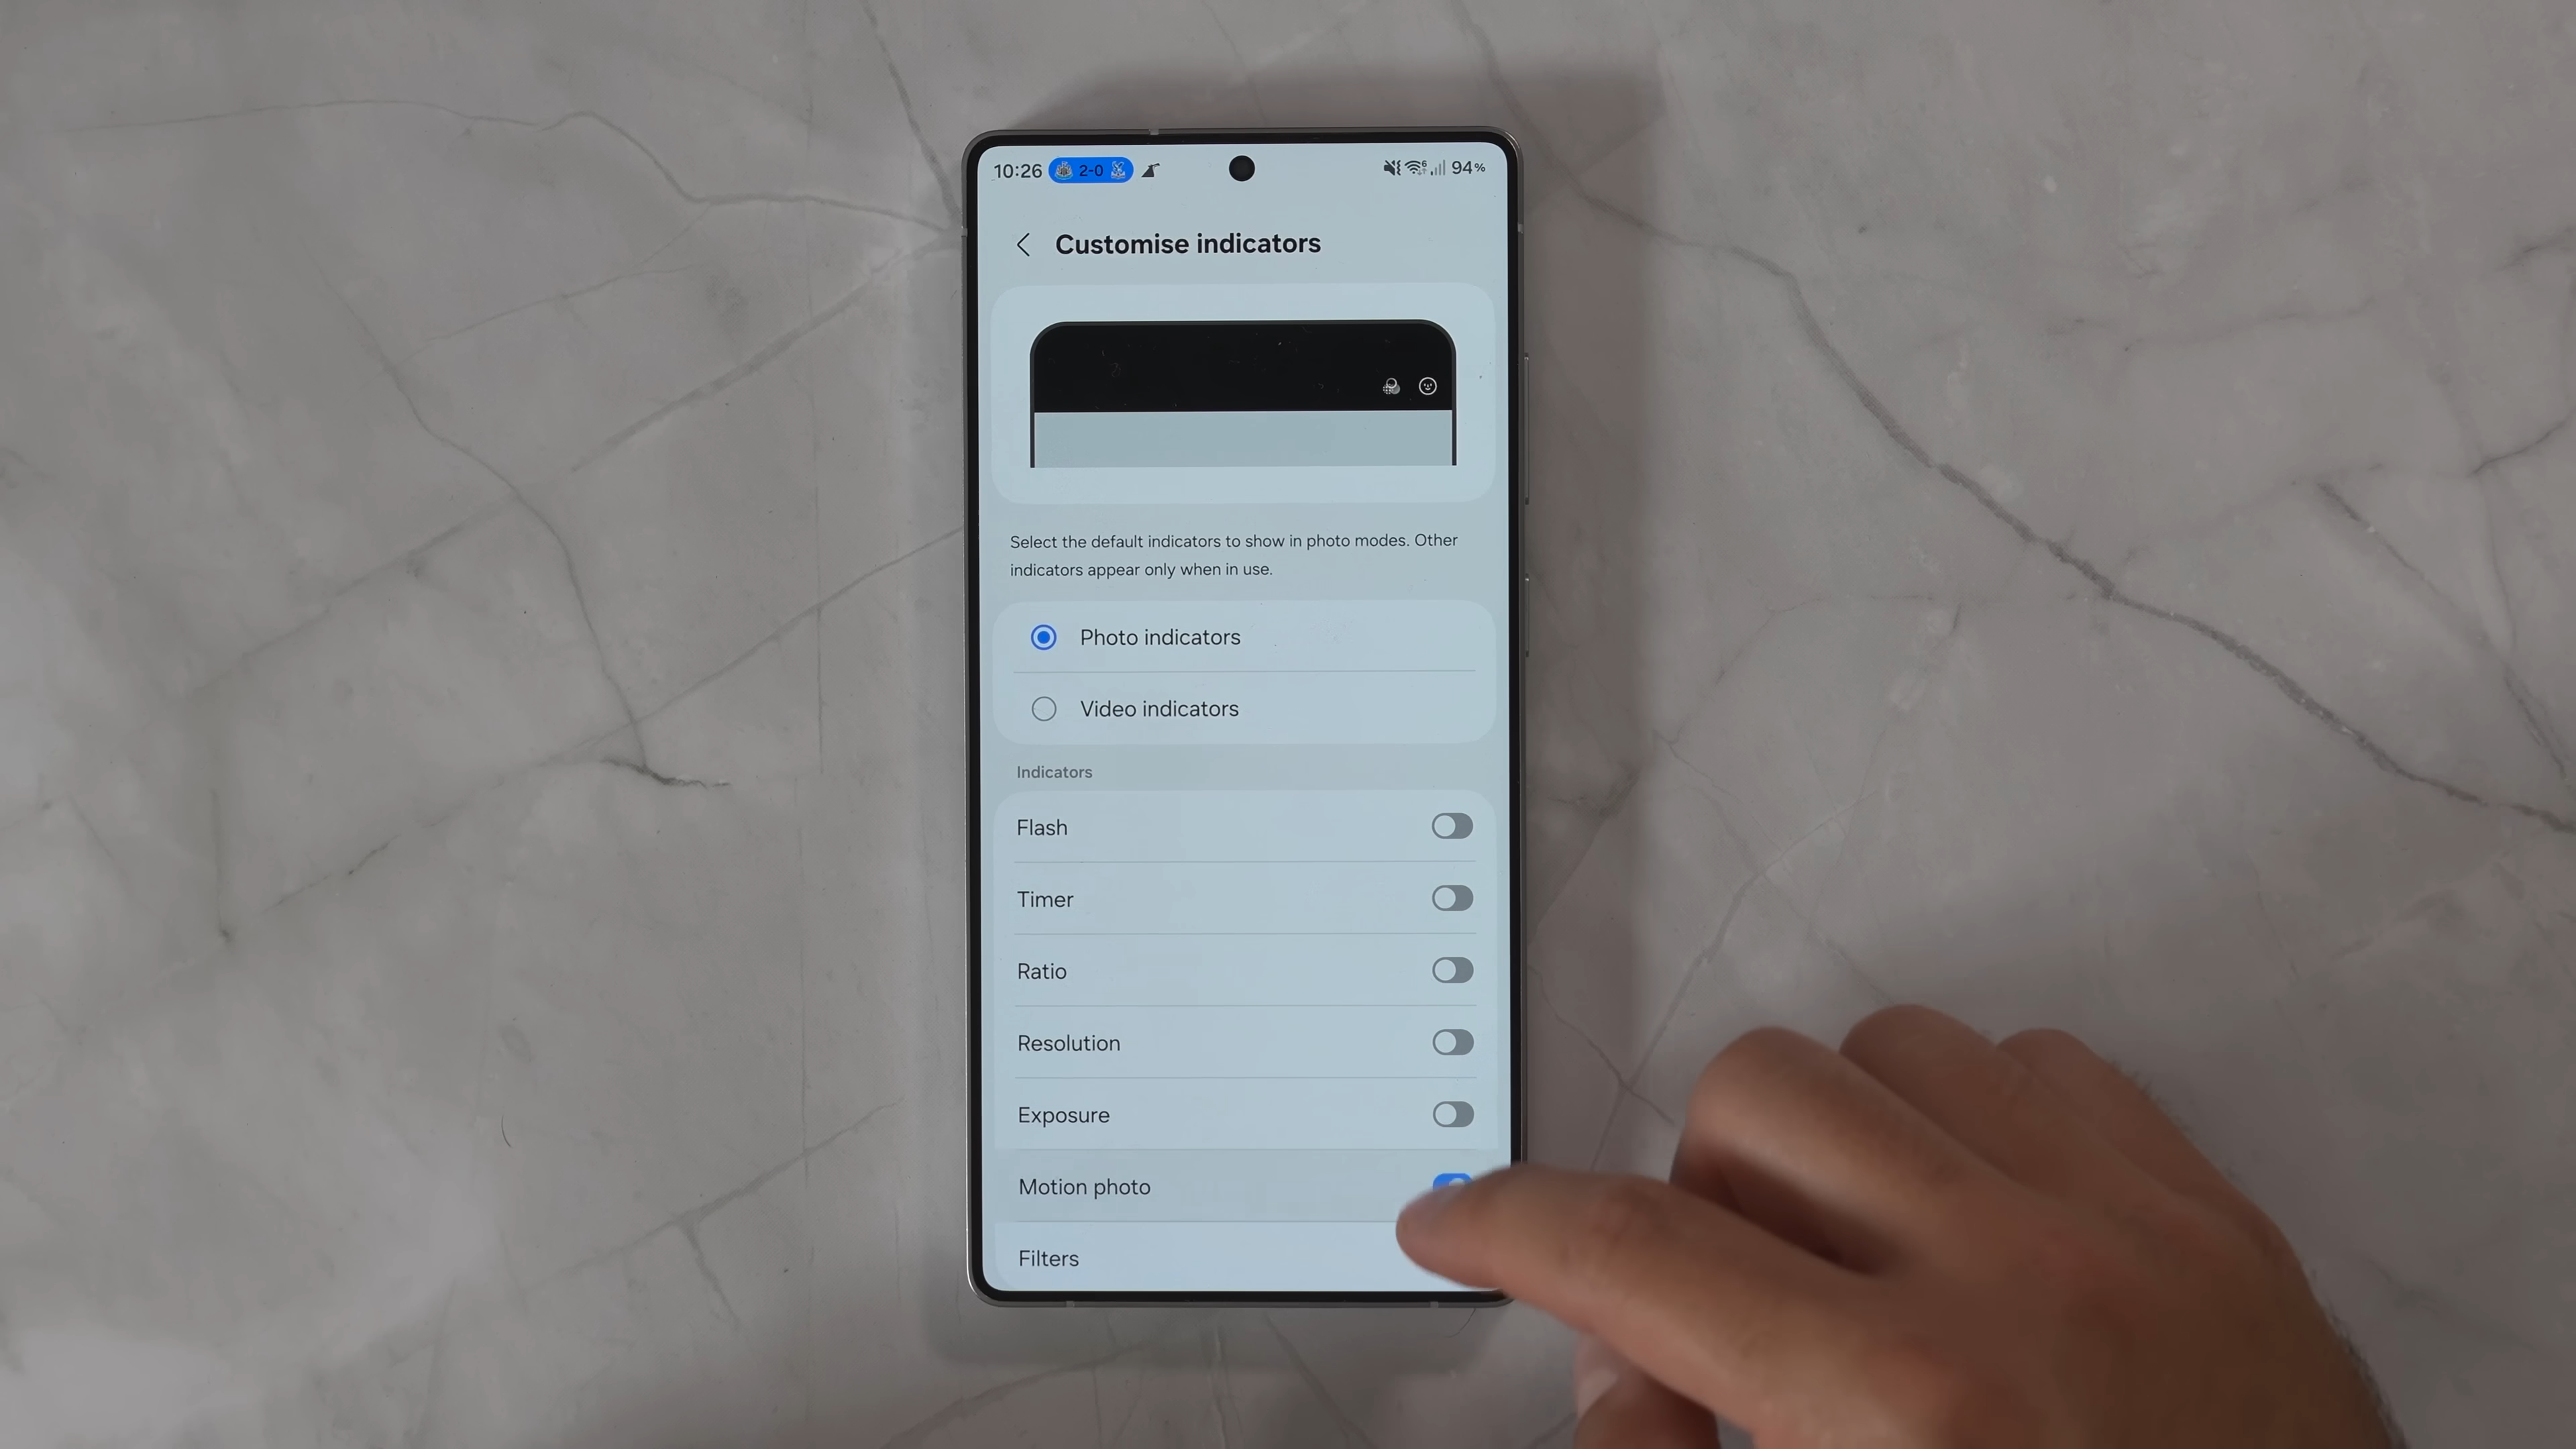 10:26 2-0 94%
Customise indicators
Select the default indicators to show in photo modes. Other
indicators appear only when in use.
Photo indicators
Video indicators
Indicators
Flash
Timer
Ratio
Resolution
Exposure
Motion photo
Filters